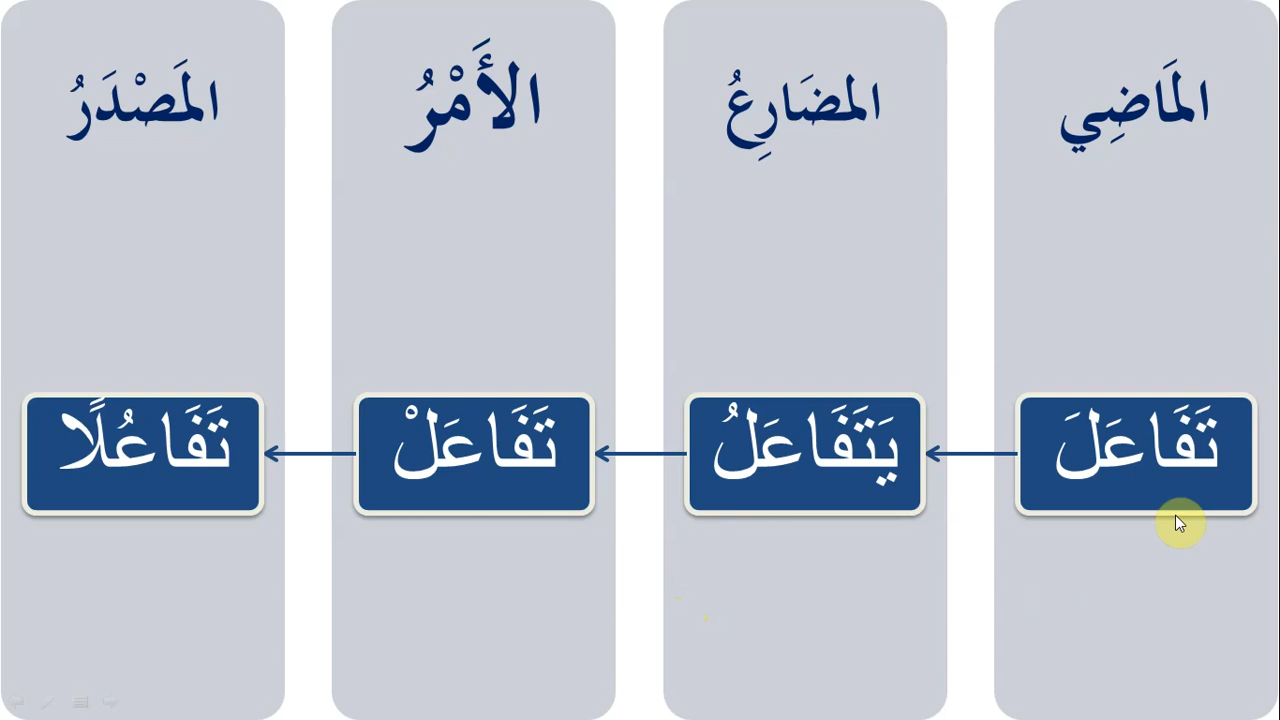 المَاضِي
المضَارِعُ
الأَمْرُ
المَصْدَرُ
تَفَاعَلَ
يَتَفَاعَلُ
تَفَاعَلْ
تَفَاعُلًا